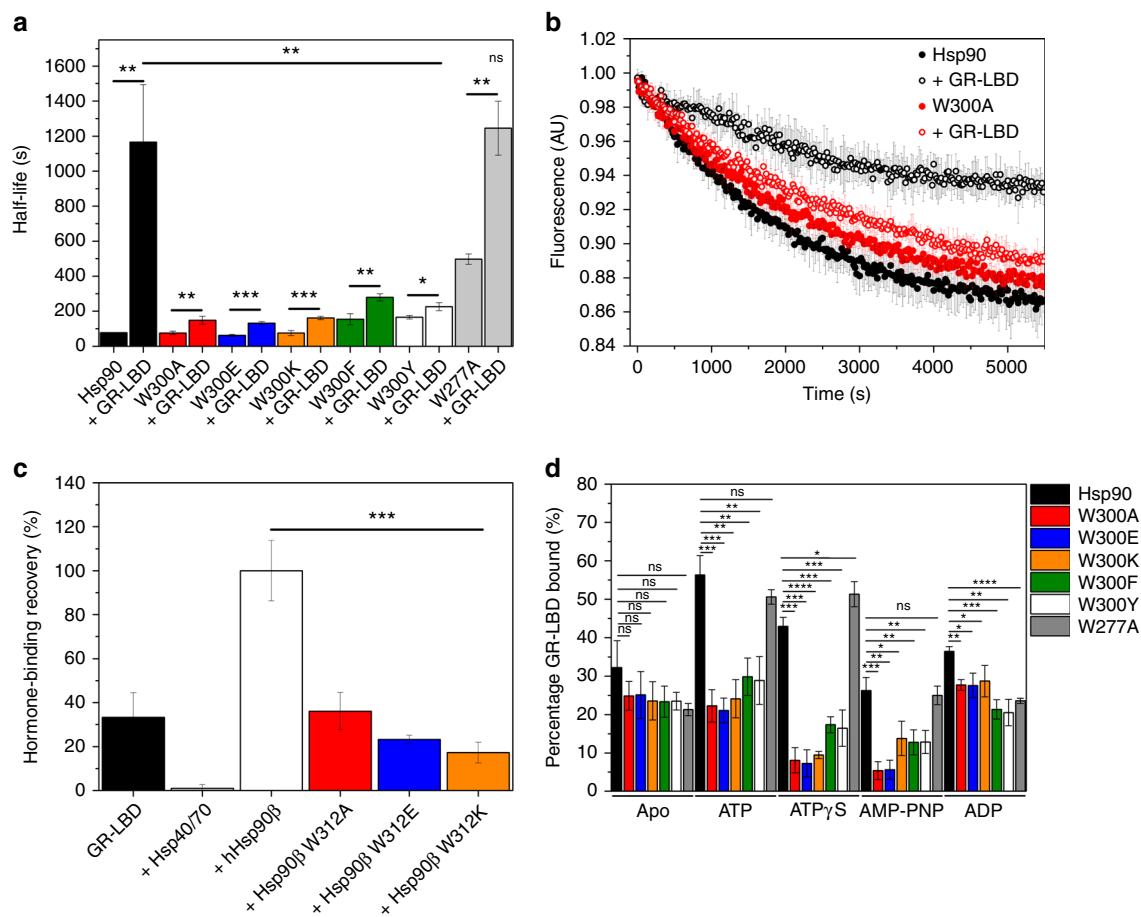 a
Half-life (s)
1600
1400
1200
1000
800
600
400
200
0
**
**
**
***
***
**
*
**
ns
Hsp90
+ GR-LBD
W300A
+ GR-LBD
W300E
+ GR-LBD
W300K
+ GR-LBD
W300F
+ GR-LBD
W300Y
+ GR-LBD
W277A
+ GR-LBD
b
Fluorescence (AU)
1.02
1.00
0.98
0.96
0.94
0.92
0.90
0.88
0.86
0.84
Hsp90
+ GR-LBD
W300A
+ GR-LBD
0 1000 2000 3000 4000 5000
Time (s)
c
Hormone-binding recovery (%)
140
120
100
80
60
40
20
0
***
GR-LBD
+ Hsp40/70
+ hHsp90β
+ Hsp90β W312A
+ Hsp90β W312E
+ Hsp90β W312K
d
Percentage GR-LBD bound (%)
80
70
60
50
40
30
20
10
0
ns
ns
ns
ns
ns
ns
ns
**
**
**
***
***
*
***
***
****
***
***
ns
**
**
*
**
***
****
**
***
*
*
**
Apo ATP ATPγS AMP-PNP ADP
Hsp90
W300A
W300E
W300K
W300F
W300Y
W277A